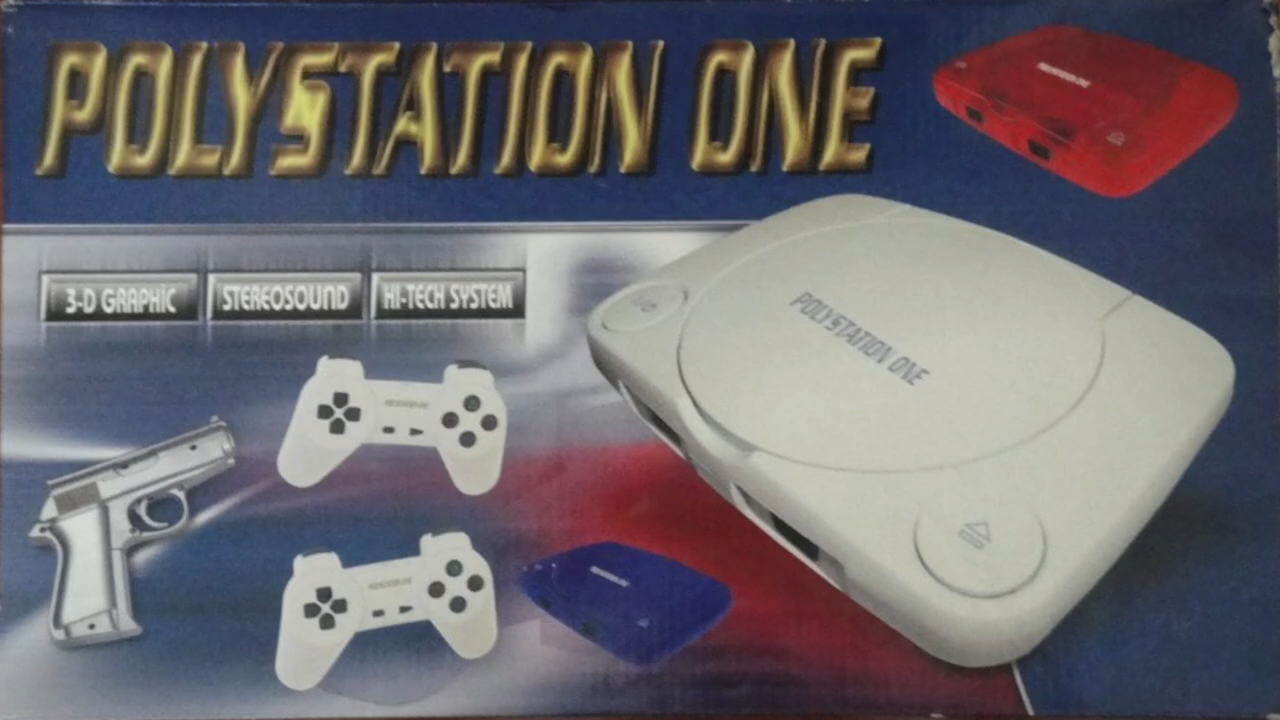 POLYSTATION ONE
3-D GRAPHIC
STEREOSOUND
HI-TECH SYSTEM
POLYSTATION ONE